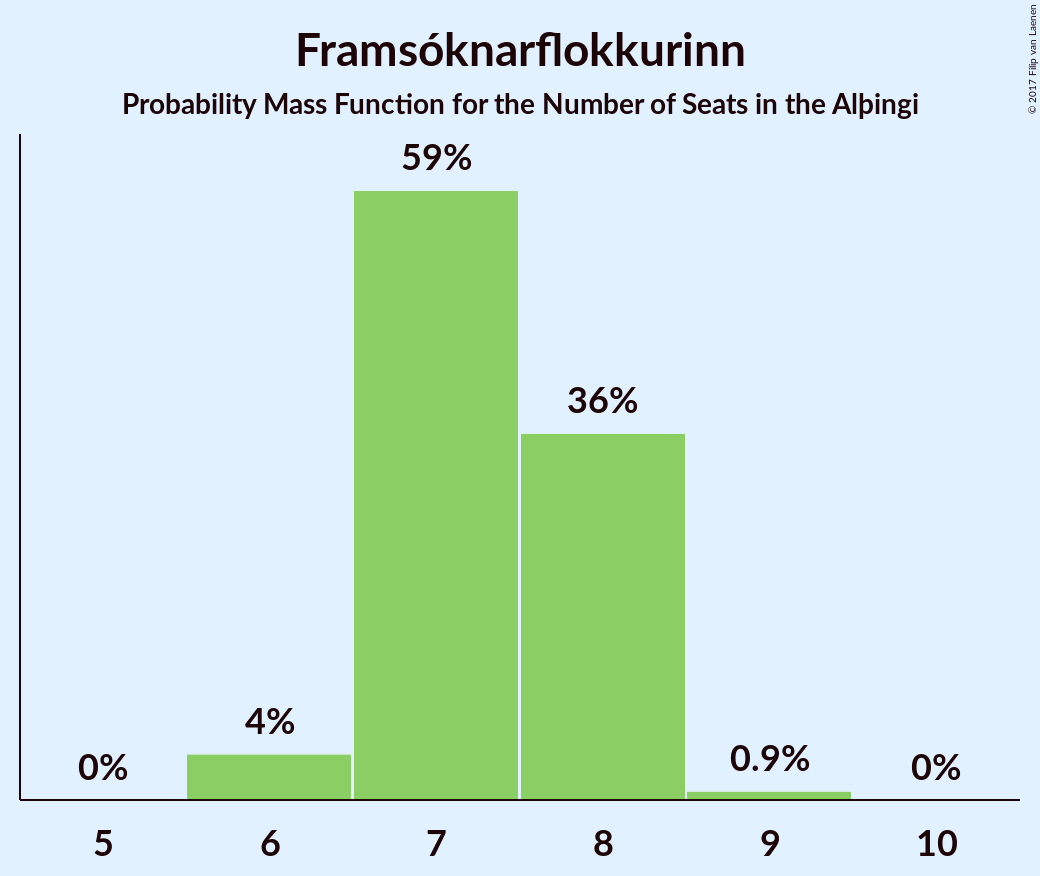 Framsóknarflokkurinn
Probability Mass Function for the Number of Seats in the Alþingi
© 2017 Filip van Laenen
59%
36%
4%
0.9%
0%
0%
5 6 7 8 9 10